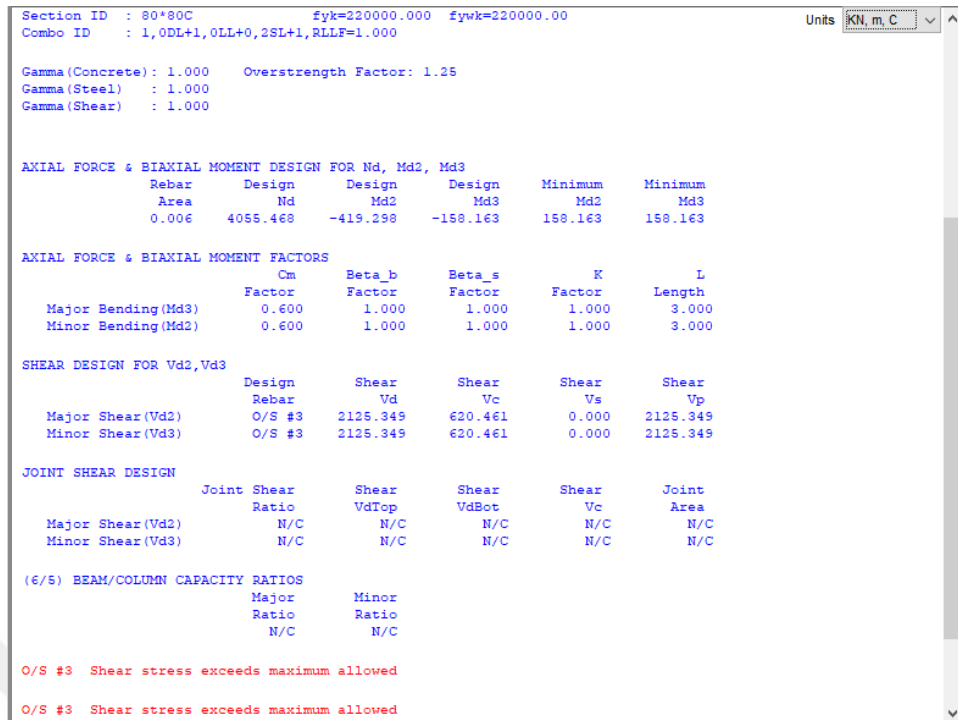 Section ID  : 80*80C                fyk=220000.000  fywk=220000.00
Units KN, m, C
Combo ID    : 1,0DL+1,0LL+0,2SL+1,RLLF=1.000
Gamma(Concrete): 1.000    Overstrength Factor: 1.25
Gamma(Steel)   : 1.000
Gamma(Shear)   : 1.000
AXIAL FORCE & BIAXIAL MOMENT DESIGN FOR Nd, Md2, Md3
Rebar Design Design Design Minimum Minimum
Area Nd Md2 Md3 Md2 Md3
0.006 4055.468 -419.298 -158.163 158.163 158.163
AXIAL FORCE & BIAXIAL MOMENT FACTORS
Cm Beta_b Beta_s K L
Factor Factor Factor Factor Length
Major Bending(Md3) 0.600 1.000 1.000 1.000 3.000
Minor Bending(Md2) 0.600 1.000 1.000 1.000 3.000
SHEAR DESIGN FOR Vd2,Vd3
Design Shear Shear Shear Shear
Rebar Vd Vc Vs Vp
Major Shear(Vd2) O/S #3 2125.349 620.461 0.000 2125.349
Minor Shear(Vd3) O/S #3 2125.349 620.461 0.000 2125.349
JOINT SHEAR DESIGN
Joint Shear Shear Shear Shear Joint
Ratio VdTop VdBot Vc Area
Major Shear(Vd2) N/C N/C N/C N/C N/C
Minor Shear(Vd3) N/C N/C N/C N/C N/C
(6/5) BEAM/COLUMN CAPACITY RATIOS
Major Minor
Ratio Ratio
N/C N/C
O/S #3  Shear stress exceeds maximum allowed
O/S #3  Shear stress exceeds maximum allowed